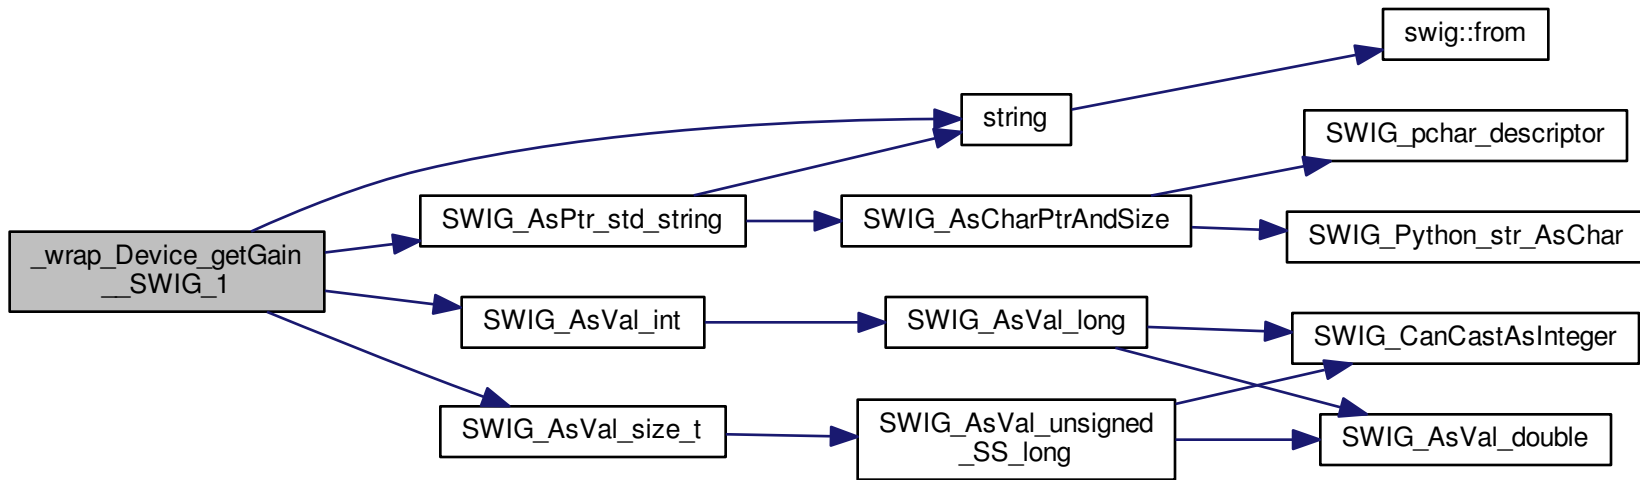 _wrap_Device_getGain
__SWIG_1
string
swig::from
SWIG_AsPtr_std_string
SWIG_AsCharPtrAndSize
SWIG_pchar_descriptor
SWIG_Python_str_AsChar
SWIG_AsVal_int
SWIG_AsVal_long
SWIG_CanCastAsInteger
SWIG_AsVal_size_t
SWIG_AsVal_unsigned
_SS_long
SWIG_AsVal_double